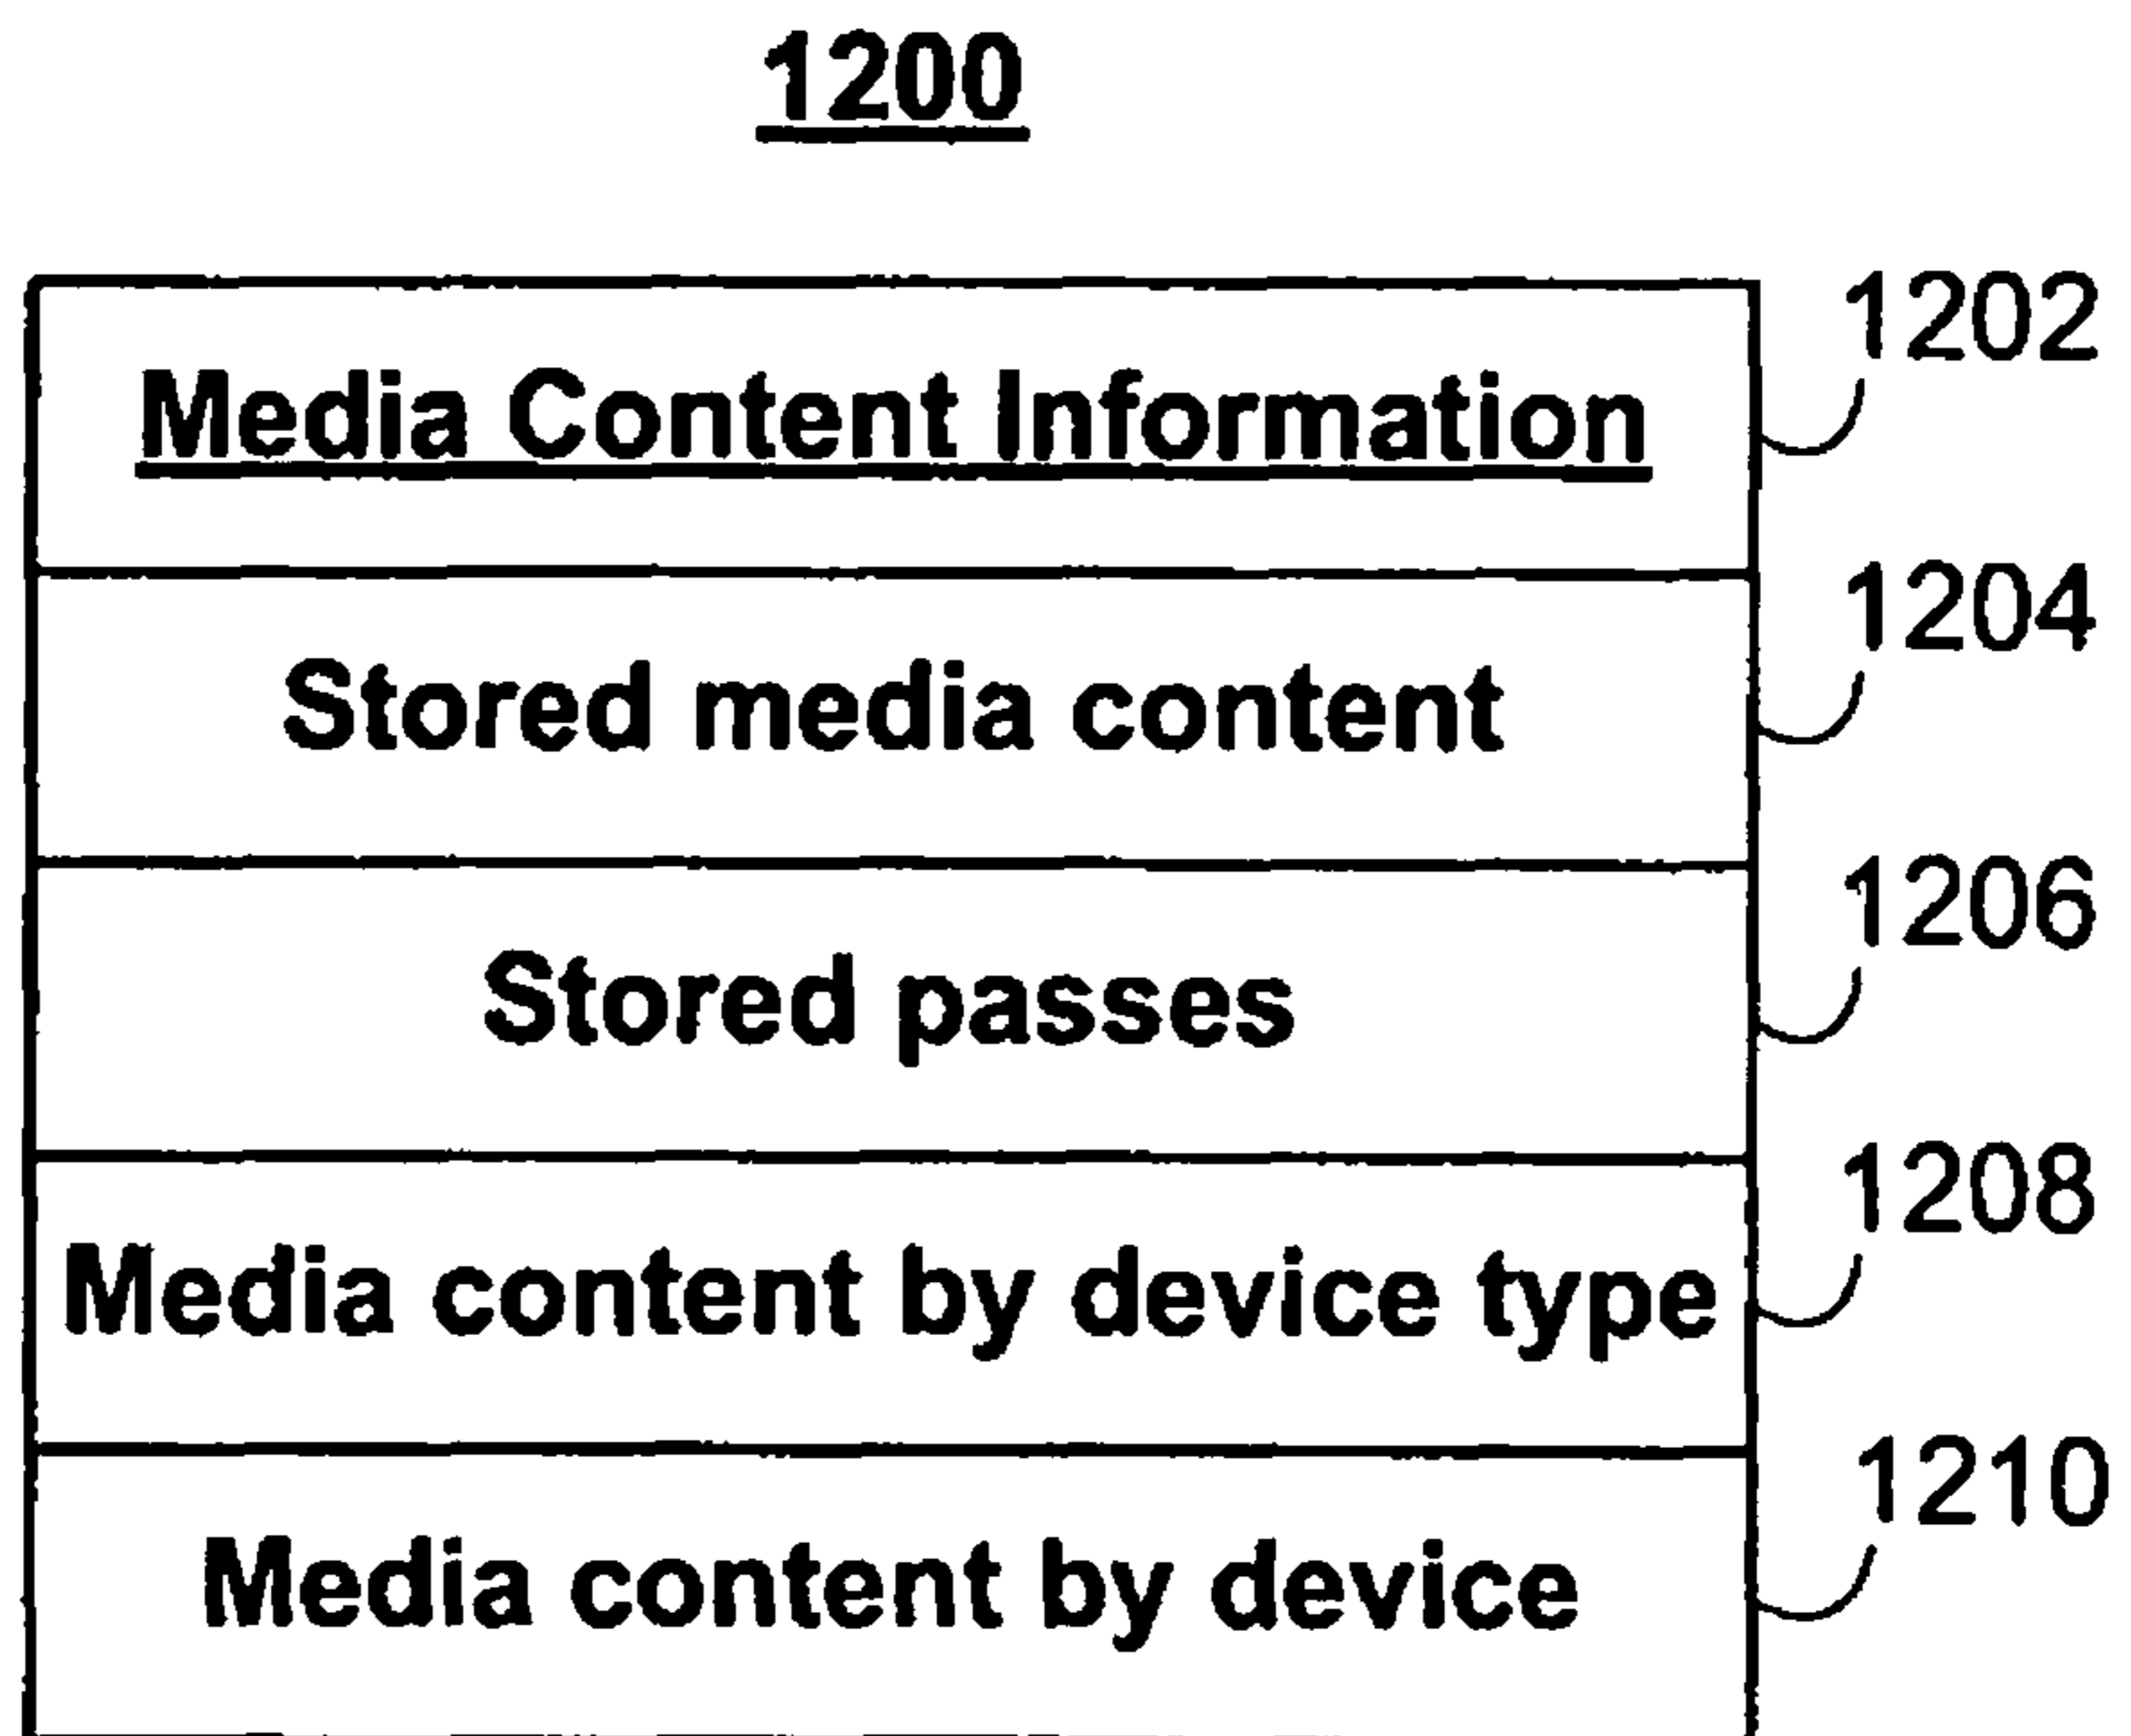 1200
1202
Media Content Information
1204
Stored media content
1206
Stored passes
1208
Media content by device type
1210
Media content by device